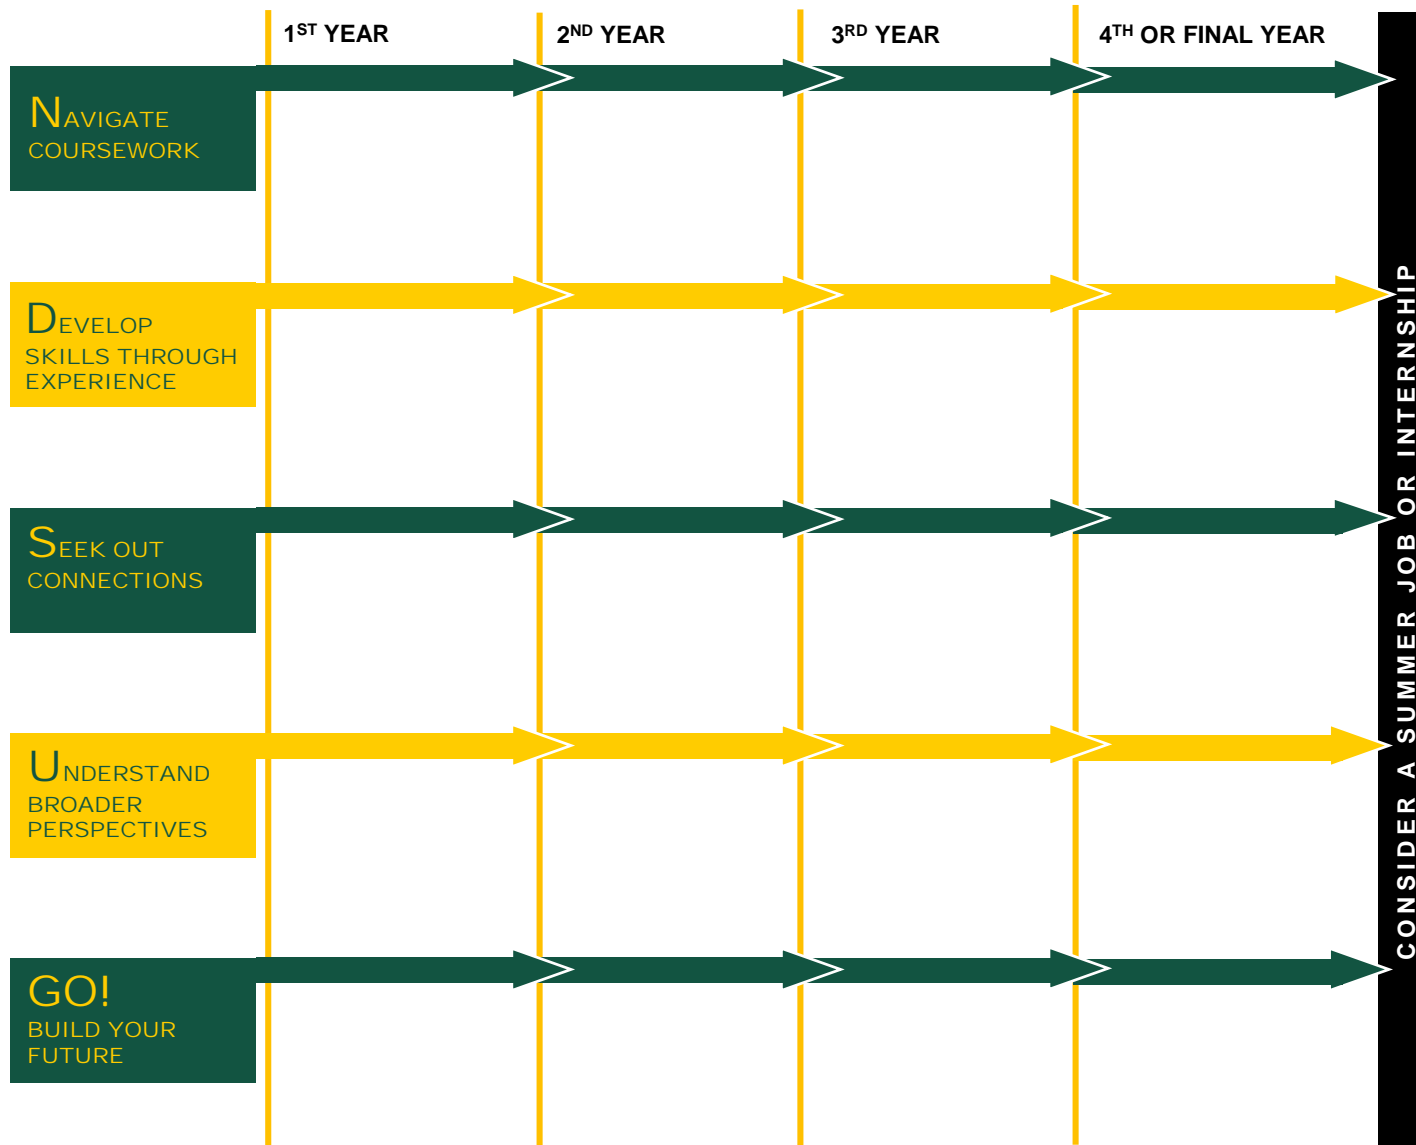 1ST YEAR
2ND YEAR
3RD YEAR
4TH OR FINAL YEAR
NAVIGATE
COURSEWORK
DEVELOP
SKILLS THROUGH
EXPERIENCE
SEEK OUT
CONNECTIONS
UNDERSTAND
BROADER
PERSPECTIVES
GO!
BUILD YOUR
FUTURE
CONSIDER A SUMMER JOB OR INTERNSHIP